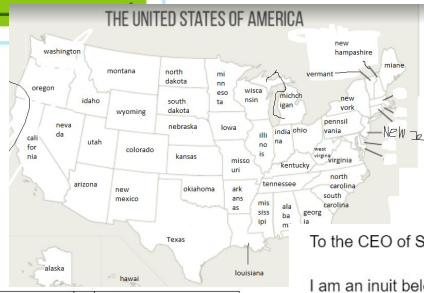 THE UNITED STATES OF AMERICA
washington
montana
north
dakota
mi
nn
eso
ta
wisca
nsin
michch
igan
new
hampashire
vermant
miane
oregon
idaho
wyoming
south
dakota
new
york
neva
da
nebraska
Iowa
illi
no
is
india
na
ohio
pennsil
vania
New Je
cali
for
nia
utah
colorado
kansas
misso
uri
west
virgina
virginia
kentucky
arizona
new
mexico
okiahoma
ark
ans
as
tennessee
north
carolina
south
carolina
mis
siss
ipi
ala
ba
m
georg
ia
Texas
louisiana
alaska
hawai
To the CEO of S
I am an inuit bel